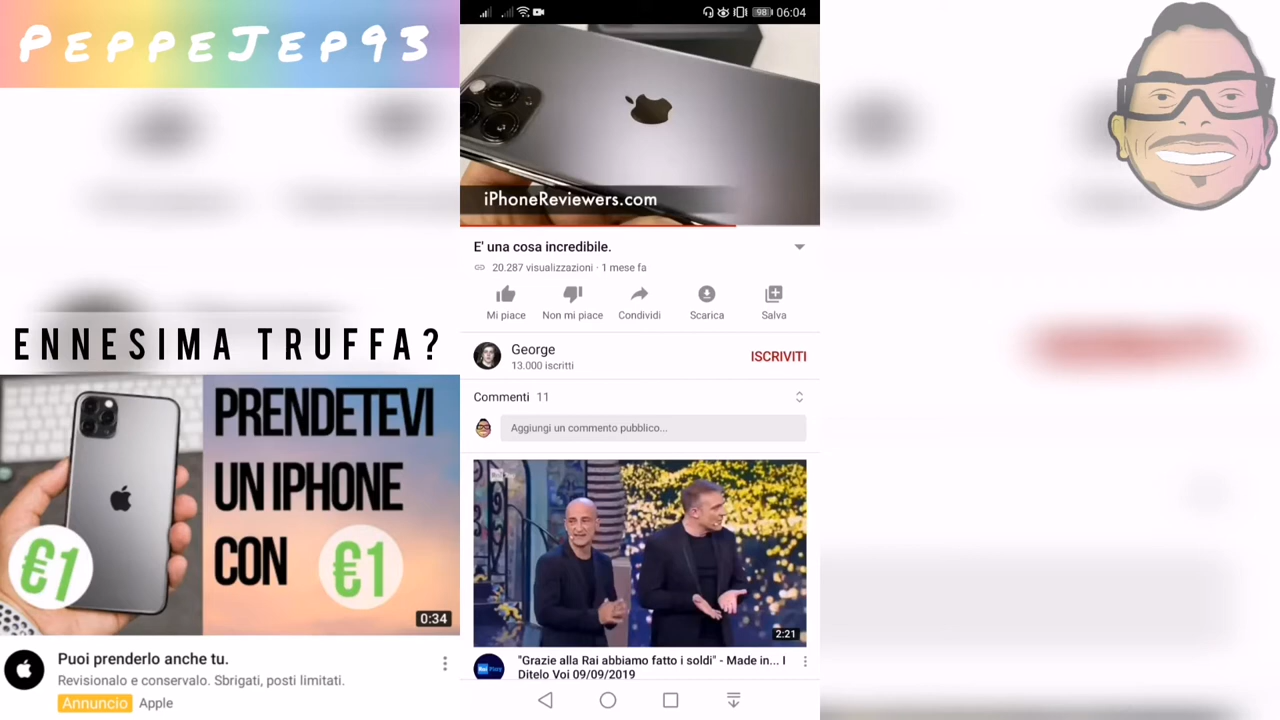 PEPPEJEP93
ENNESIMA TRUFFA?
PRENDETEVI
UN IPHONE
CON €1
€1
0:34
Puoi prenderlo anche tu.
Revisionalo e conservalo. Sbrigati, posti limitati.
Annuncio Apple
98 06:04
iPhoneReviewers.com
E' una cosa incredibile.
20.287 visualizzazioni · 1 mese fa
Mi piace Non mi piace Condividi Scarica Salva
George
13.000 iscritti
ISCRIVITI
Commenti 11
Aggiungi un commento pubblico...
Rai
2:21
Rai Play
"Grazie alla Rai abbiamo fatto i soldi" - Made in... I
Ditelo Voi 09/09/2019